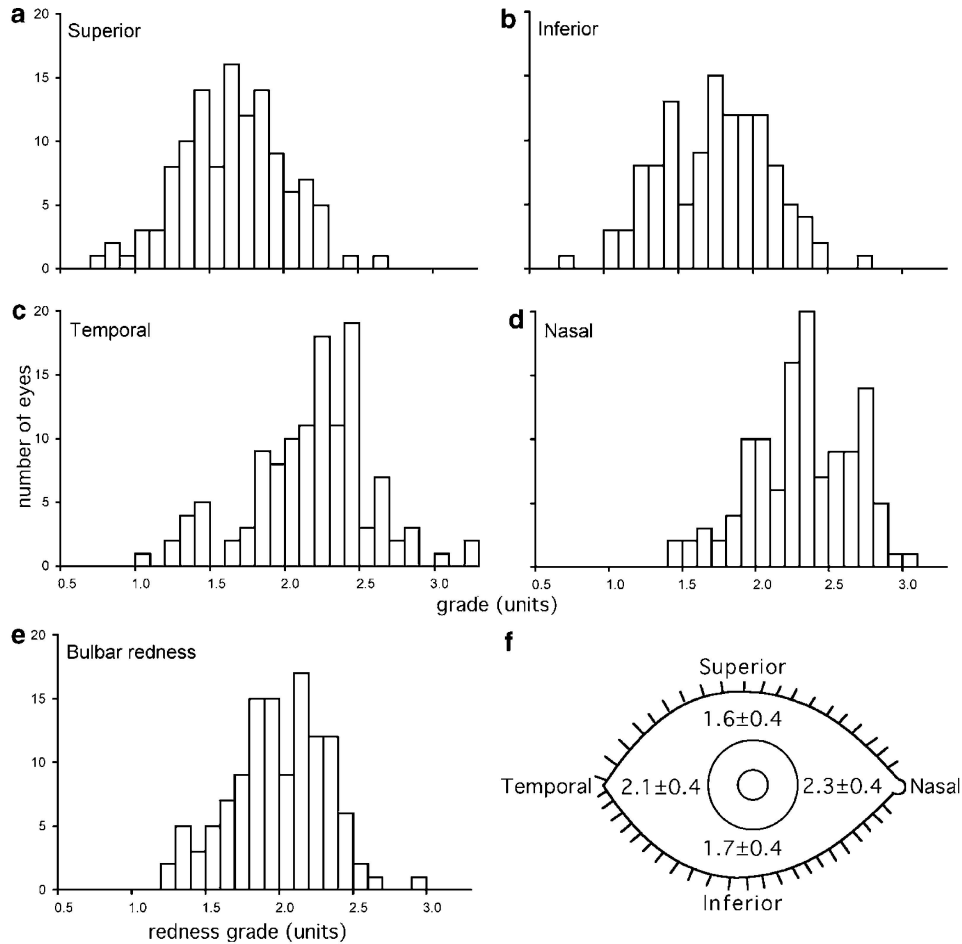 a
Superior
20
15
10
5
0
b
Inferior
c
Temporal
20
15
10
5
0
number of eyes
0.5 1.0 1.5 2.0 2.5 3.0
d
Nasal
0.5 1.0 1.5 2.0 2.5 3.0
grade (units)
e
Bulbar redness
20
15
10
5
0
0.5 1.0 1.5 2.0 2.5 3.0
redness grade (units)
f
Superior
1.6±0.4
Temporal 2.1±0.4 2.3±0.4 Nasal
1.7±0.4
Inferior